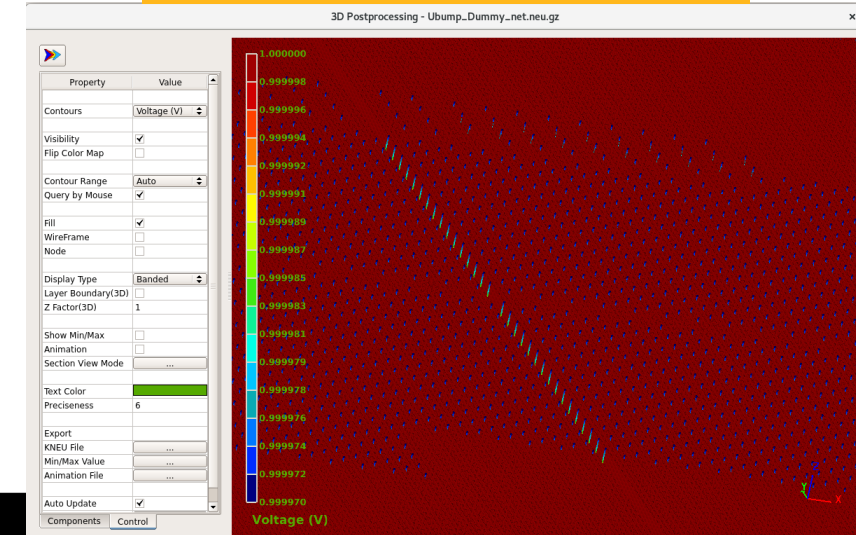 3D Postprocessing - Ubump_Dummy_net.neu.gz
×
Property Value
Contours Voltage (V)
Visibility
Flip Color Map
Contour Range Auto
Query by Mouse
Fill
WireFrame
Node
Display Type Banded
Layer Boundary(3D)
Z Factor(3D) 1
Show Min/Max
Animation
Section View Mode ...
Text Color
Preciseness 6
Export
KNEU File ...
Min/Max Value ...
Animation File ...
Auto Update
Components Control
1.000000
0.999998
0.999996
0.999994
0.999992
0.999991
0.999989
0.999987
0.999985
0.999983
0.999981
0.999979
0.999978
0.999976
0.999974
0.999972
0.999970
Voltage (V)
Y
X